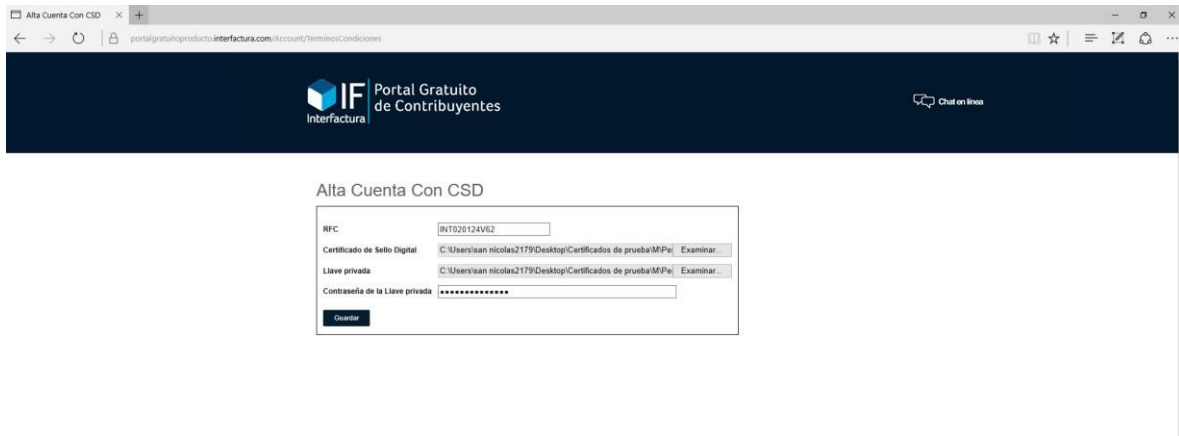 Alta Cuenta Con CSD
portalgratuitoproducto.interfactura.com/Account/TerminosCondiciones
IF
Interfactura
Portal Gratuito
de Contribuyentes
Chat en línea
Alta Cuenta Con CSD
RFC INT020124V62
Certificado de Sello Digital C:\Users\san nicolas2179\Desktop\Certificados de prueba\M\Pe Examinar...
Llave privada C:\Users\san nicolas2179\Desktop\Certificados de prueba\M\Pe Examinar...
Contraseña de la Llave privada ••••••••••••••
Guardar